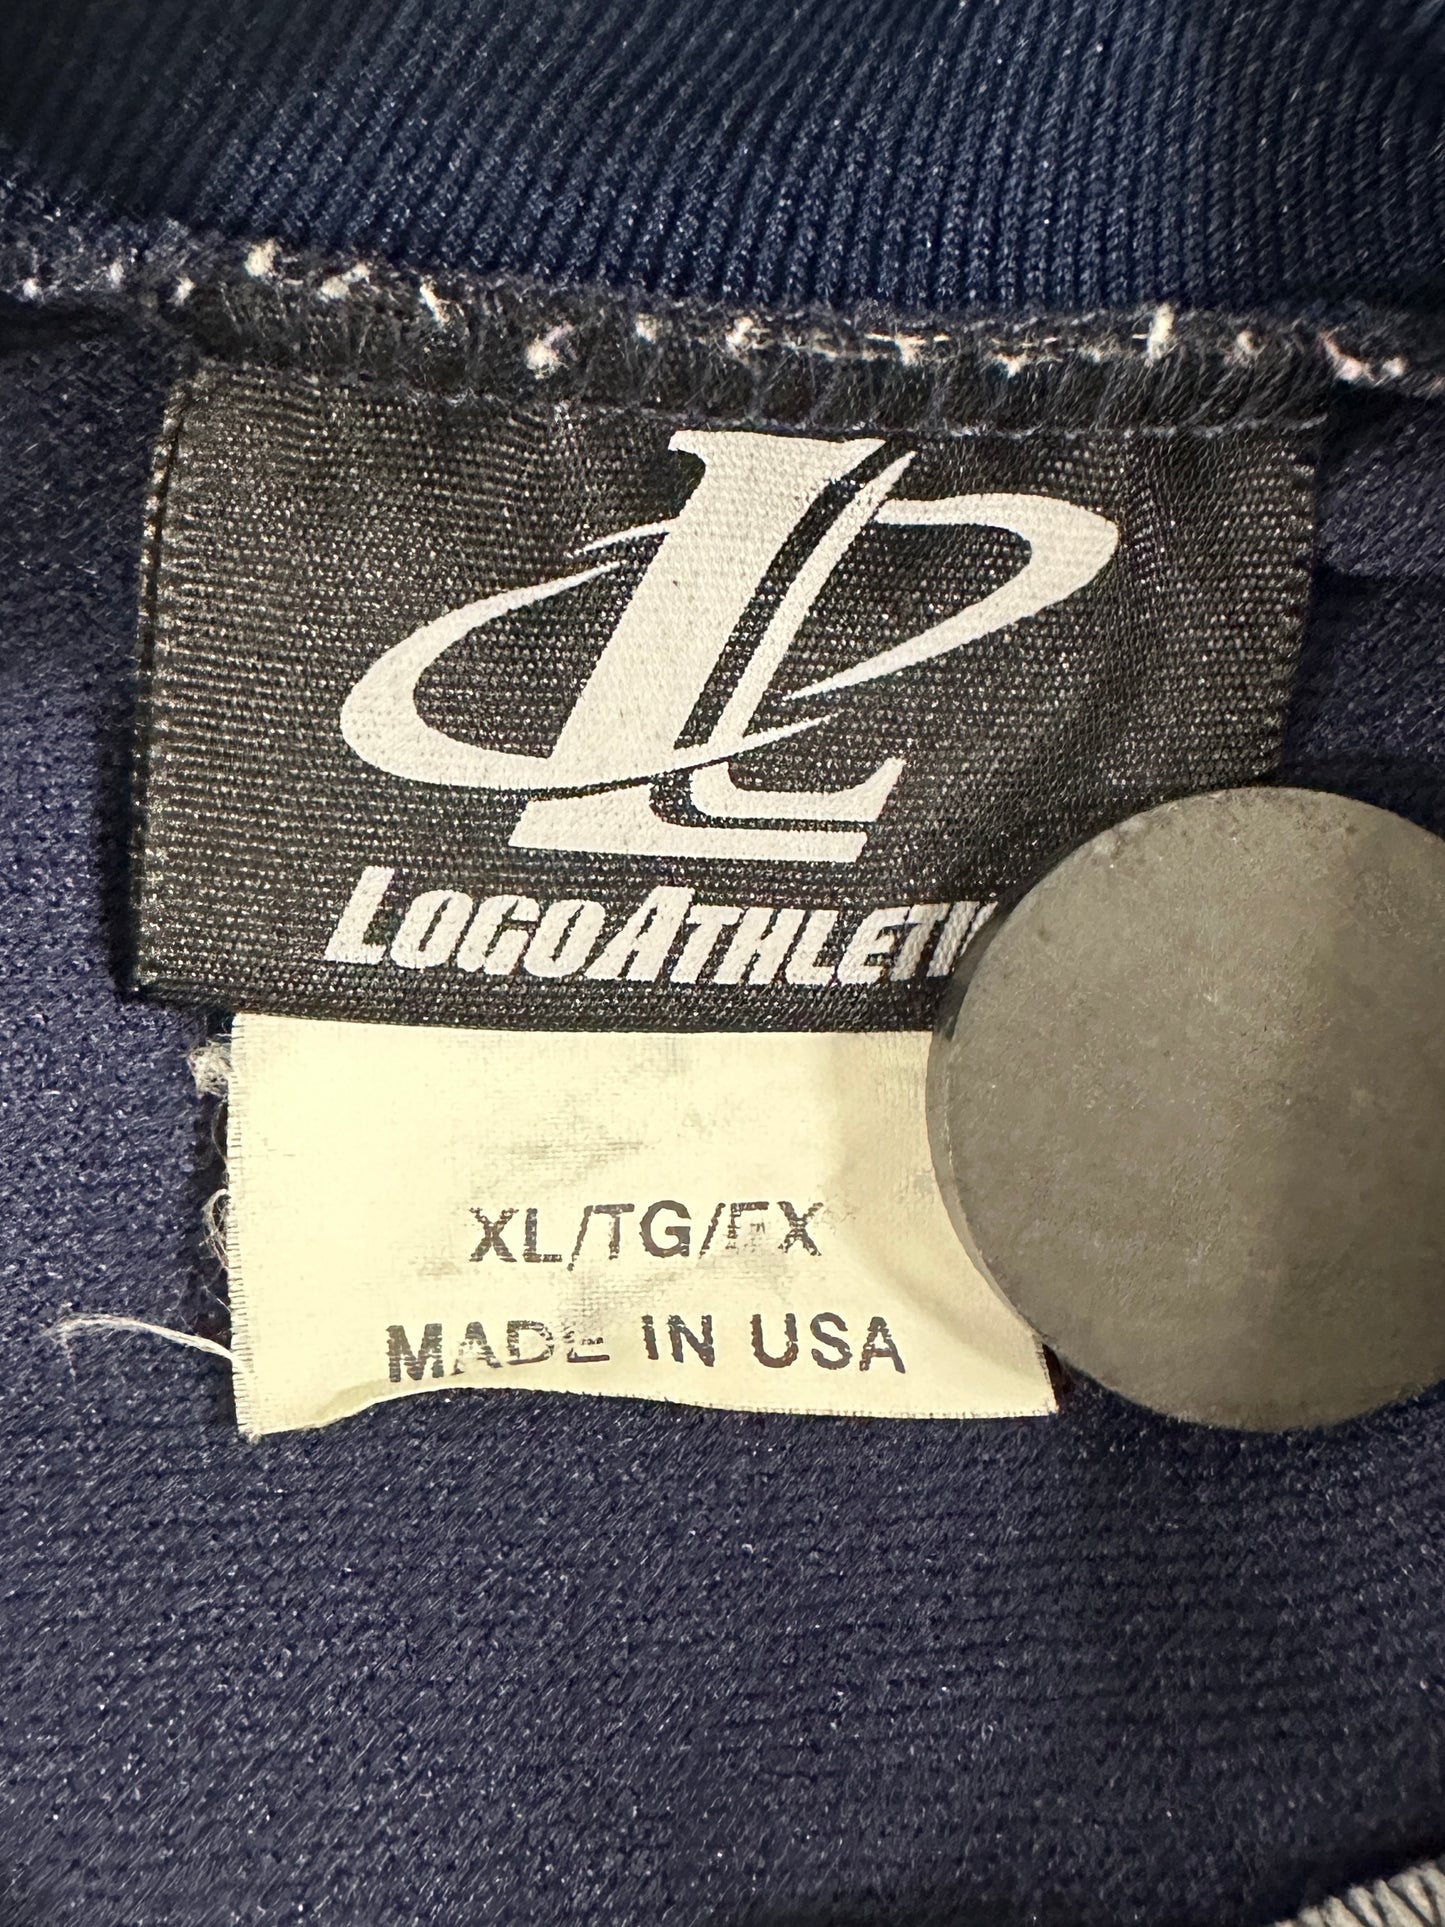 L
LOGOATHLETI
XL/TG/EX
MADE IN USA